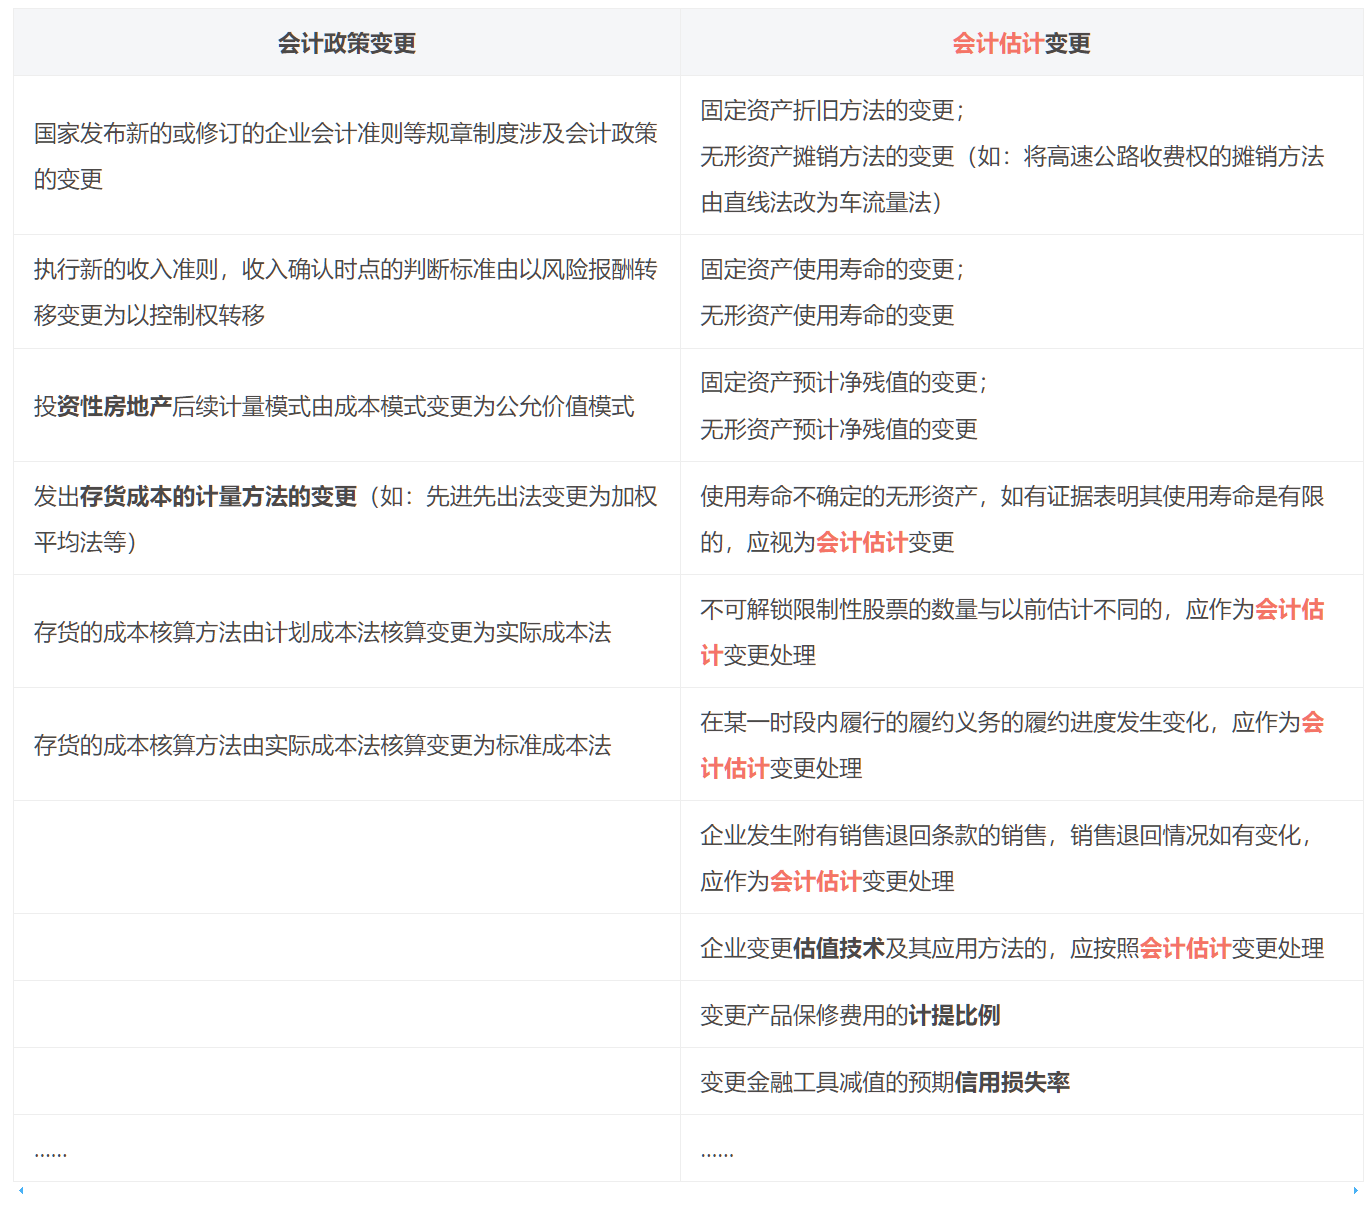 会计政策变更
会计估计变更
国家发布新的或修订的企业会计准则等规章制度涉及会计政策
的变更
固定资产折旧方法的变更；
无形资产摊销方法的变更（如：将高速公路收费权的摊销方法
由直线法改为车流量法）
执行新的收入准则，收入确认时点的判断标准由以风险报酬转
移变更为以控制权转移
固定资产使用寿命的变更；
无形资产使用寿命的变更
投资性房地产后续计量模式由成本模式变更为公允价值模式
固定资产预计净残值的变更；
无形资产预计净残值的变更
发出存货成本的计量方法的变更（如：先进先出法变更为加权
平均法等）
使用寿命不确定的无形资产，如有证据表明其使用寿命是有限
的，应视为会计估计变更
存货的成本核算方法由计划成本法核算变更为实际成本法
不可解锁限制性股票的数量与以前估计不同的，应作为会计估
计变更处理
存货的成本核算方法由实际成本法核算变更为标准成本法
在某一时段内履行的履约义务的履约进度发生变化，应作为会
计估计变更处理
企业发生附有销售退回条款的销售，销售退回情况如有变化，
应作为会计估计变更处理
企业变更估值技术及其应用方法的，应按照会计估计变更处理
变更产品保修费用的计提比例
变更金融工具减值的预期信用损失率
......
......